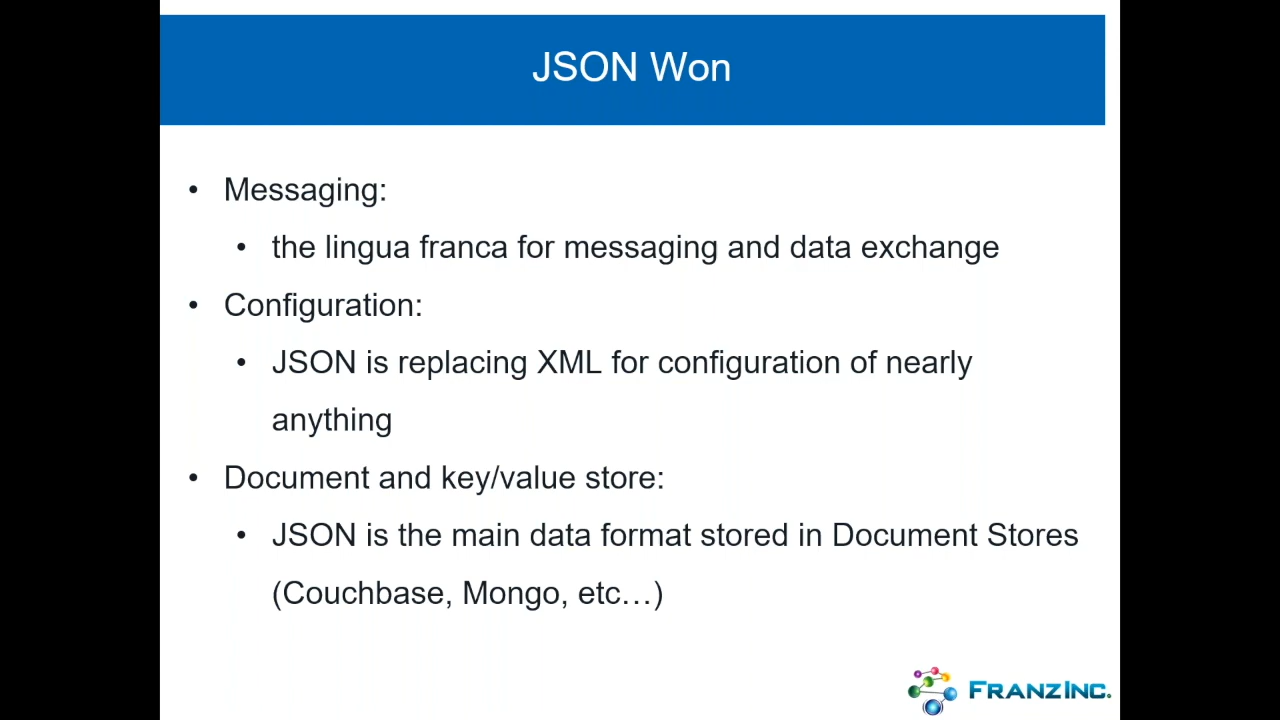 JSON Won
• Messaging:
• the lingua franca for messaging and data exchange
• Configuration:
• JSON is replacing XML for configuration of nearly
anything
• Document and key/value store:
• JSON is the main data format stored in Document Stores
(Couchbase, Mongo, etc…)
FRANZINC.